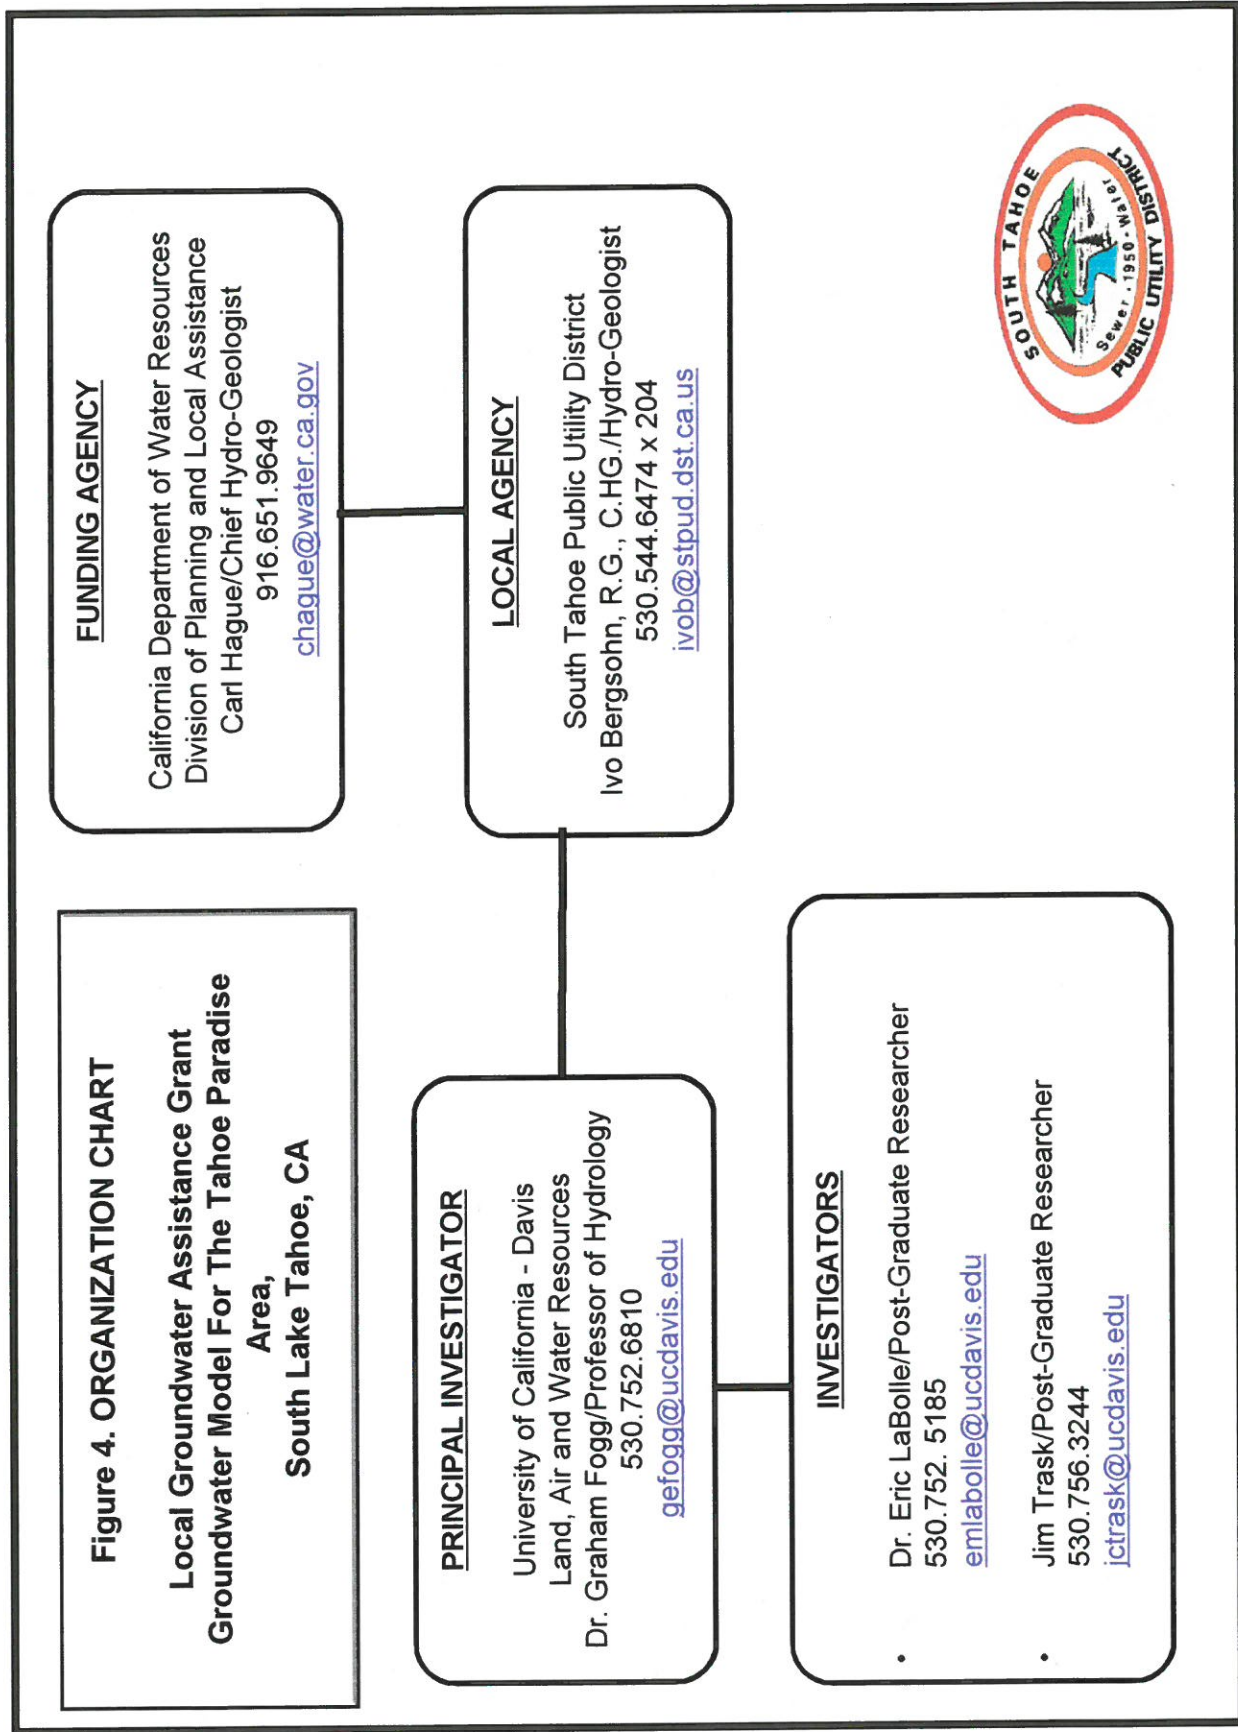 Figure 4. ORGANIZATION CHART
Local Groundwater Assistance Grant
Groundwater Model For The Tahoe Paradise
Area,
South Lake Tahoe, CA
FUNDING AGENCY
California Department of Water Resources
Division of Planning and Local Assistance
Carl Hague/Chief Hydro-Geologist
916.651.9649
chague@water.ca.gov
LOCAL AGENCY
South Tahoe Public Utility District
Ivo Bergsohn, R.G., C.HG./Hydro-Geologist
530.544.6474 x 204
ivob@stpud.dst.ca.us
PRINCIPAL INVESTIGATOR
University of California - Davis
Land, Air and Water Resources
Dr. Graham Fogg/Professor of Hydrology
530.752.6810
gefogg@ucdavis.edu
INVESTIGATORS
• Dr. Eric LaBolle/Post-Graduate Researcher
530.752. 5185
emlabolle@ucdavis.edu
• Jim Trask/Post-Graduate Researcher
530.756.3244
jctrask@ucdavis.edu
SOUTH TAHOE
Sewer . 1950 - Water
PUBLIC UTILITY DISTRICT